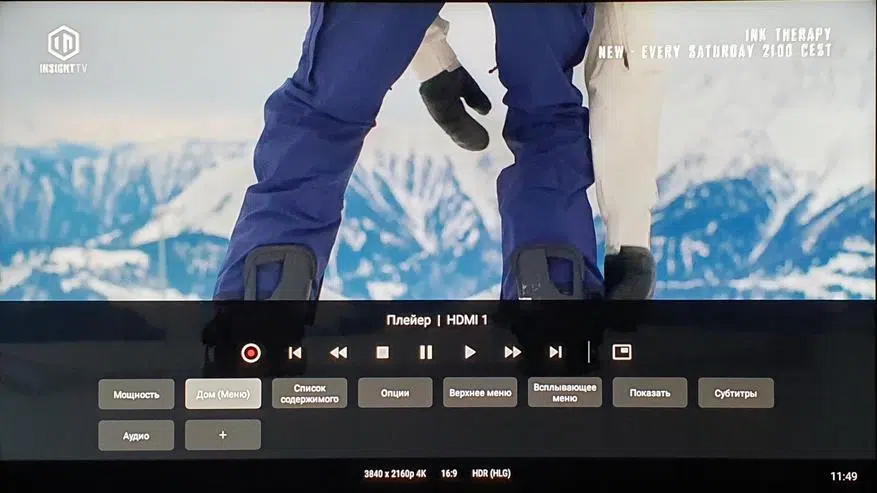 INSIGHT TV
INK THERAPY
NEW - EVERY SATURDAY 21:00 CEST
Плейер | HDMI 1
Мощность
Дом (Меню)
Список
содержимого
Опции
Верхнее меню
Всплывающее
меню
Показать
Субтитры
Аудио
+
3840 x 2160p 4K 16:9 HDR (HLG)
11:49